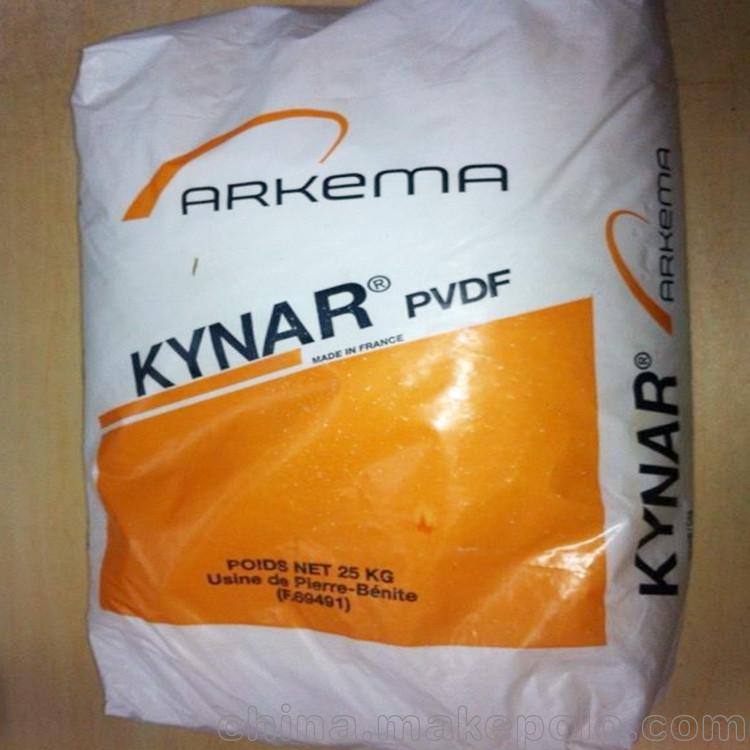 ARKEMA
KYNAR® PVDF
MADE IN FRANCE
POIDS NET 25 KG
Usine de Pierre-Bénite
(F.69491)
ARKEMA
KYNAR®
china.makepolo.com